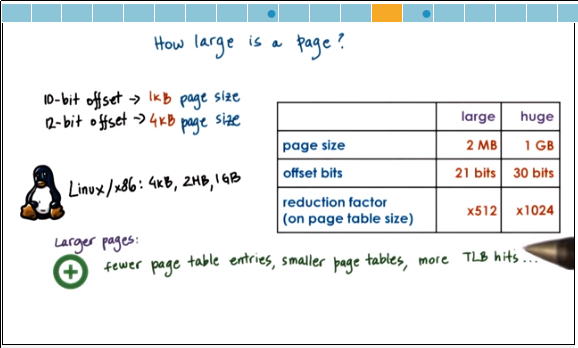 How large is a page?
10-bit offset -> 1kB page size
12-bit offset -> 4kB page size
large huge
page size 2 MB 1 GB
offset bits 21 bits 30 bits
reduction factor
(on page table size) x512 x1024
Linux/x86: 4kB, 2MB, 1GB
Larger pages:
+ fewer page table entries, smaller page tables, more TLB hits...